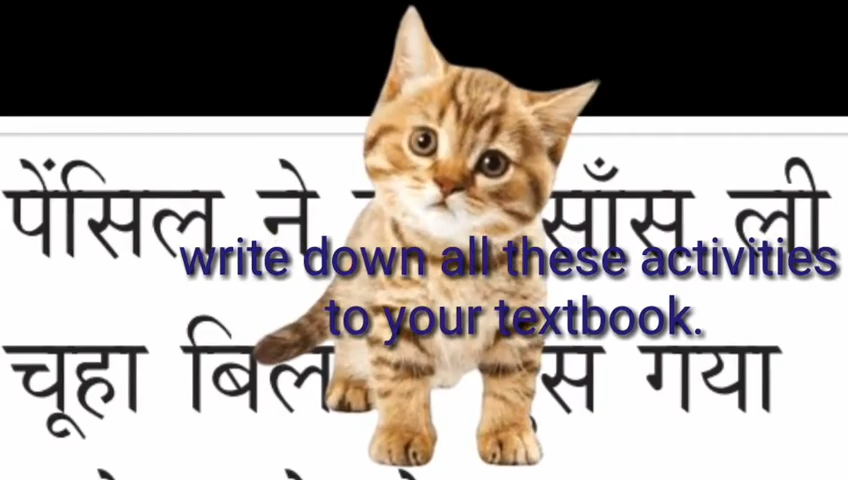 पेंसिल ने साँस ली
write down all these activities
to your textbook.
चूहा गया